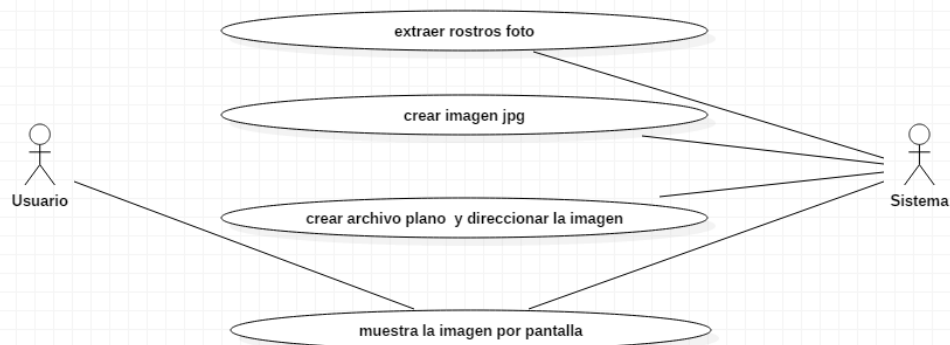 extraer rostros foto
crear imagen jpg
Usuario
Sistema
crear archivo plano  y direccionar la imagen
muestra la imagen por pantalla